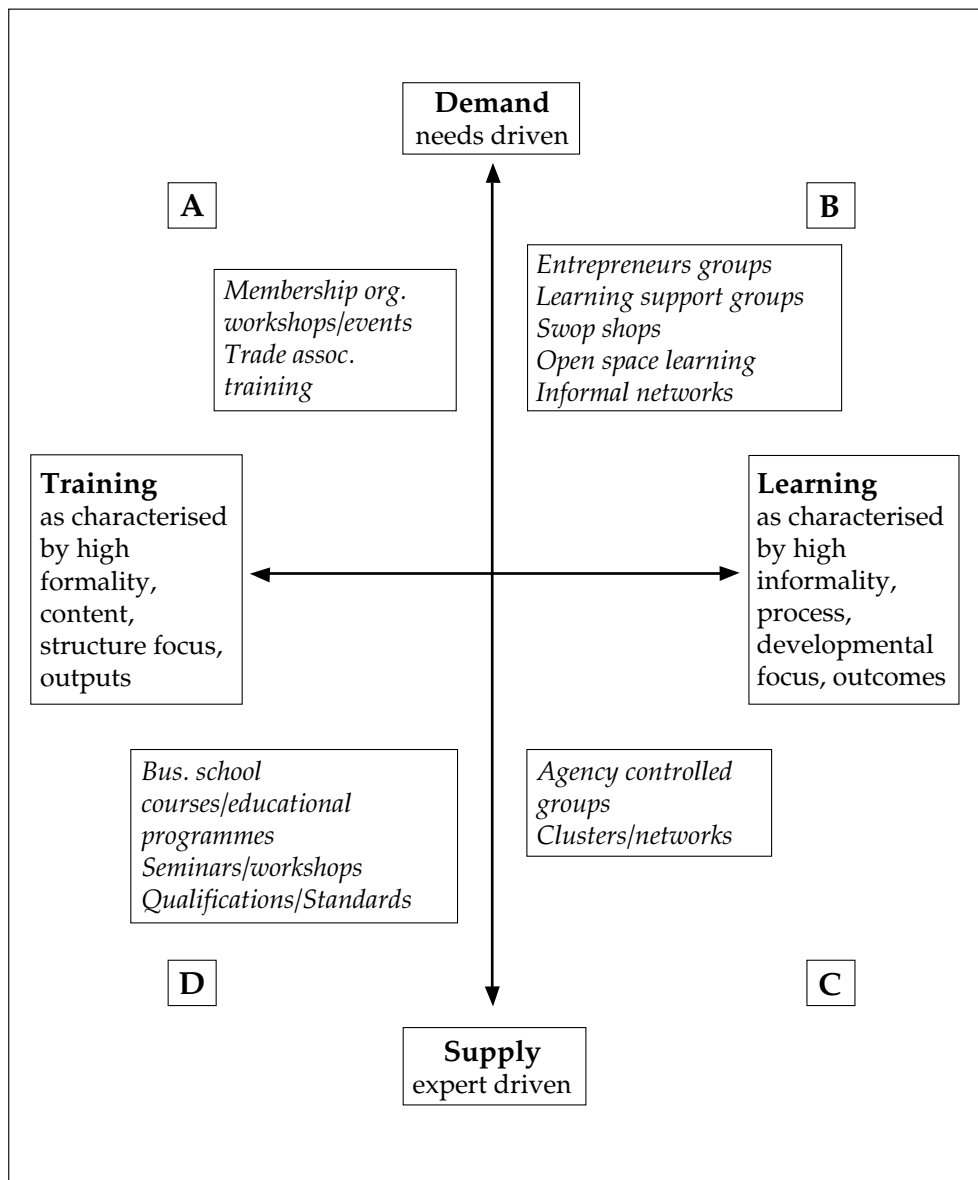 Demand
needs driven
A
B
Membership org.
workshops/events
Trade assoc.
training
Entrepreneurs groups
Learning support groups
Swop shops
Open space learning
Informal networks
Training
as characterised
by high
formality,
content,
structure focus,
outputs
Learning
as characterised
by high
informality,
process,
developmental
focus, outcomes
Bus. school
courses/educational
programmes
Seminars/workshops
Qualifications/Standards
Agency controlled
groups
Clusters/networks
D
C
Supply
expert driven